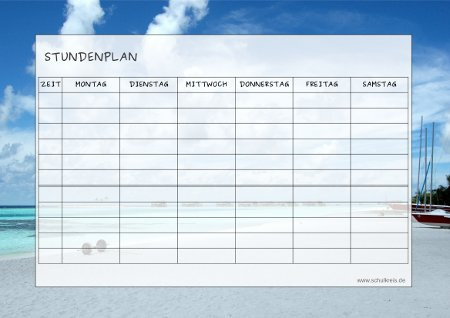 STUNDENPLAN
ZEIT MONTAG DIENSTAG MITTWOCH DONNERSTAG FREITAG SAMSTAG
www.schulkreis.de